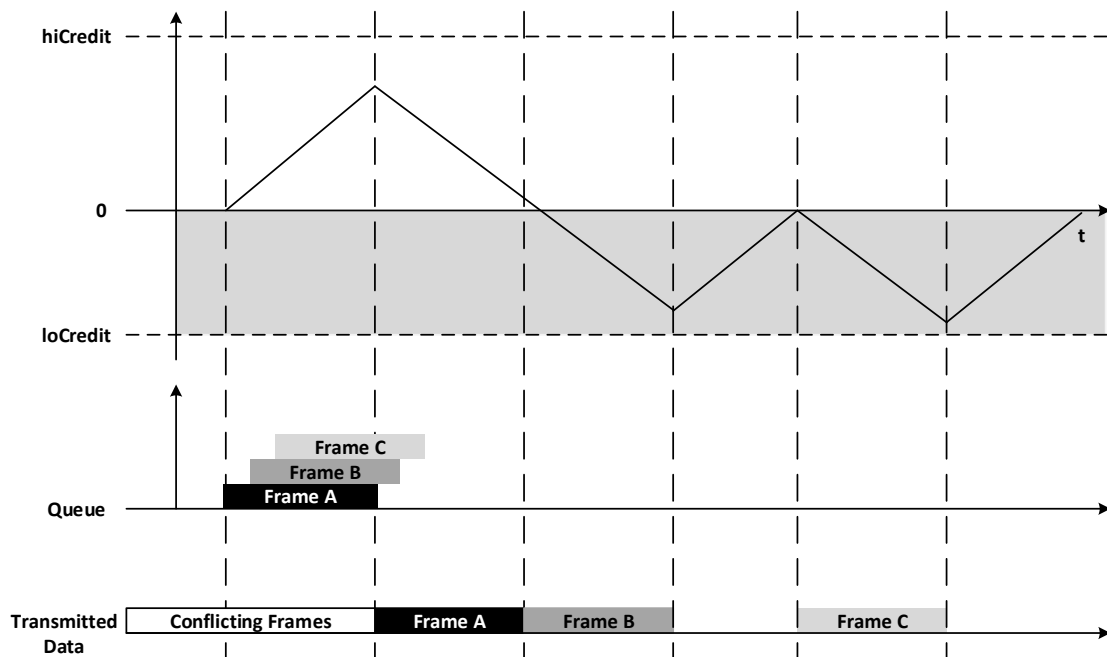 hiCredit
0
t
loCredit
Frame C
Frame B
Frame A
Queue
Transmitted
Data
Conflicting Frames
Frame A
Frame B
Frame C